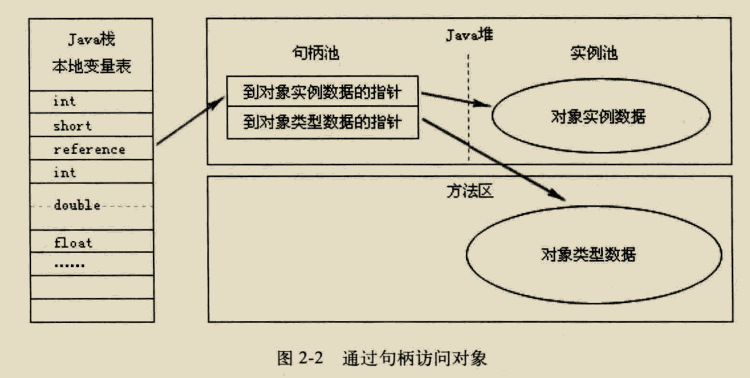 Java栈
本地变量表
int
short
reference
int
double
float
......
Java堆
句柄池
实例池
到对象实例数据的指针
到对象类型数据的指针
对象实例数据
方法区
对象类型数据
图 2-2 通过句柄访问对象